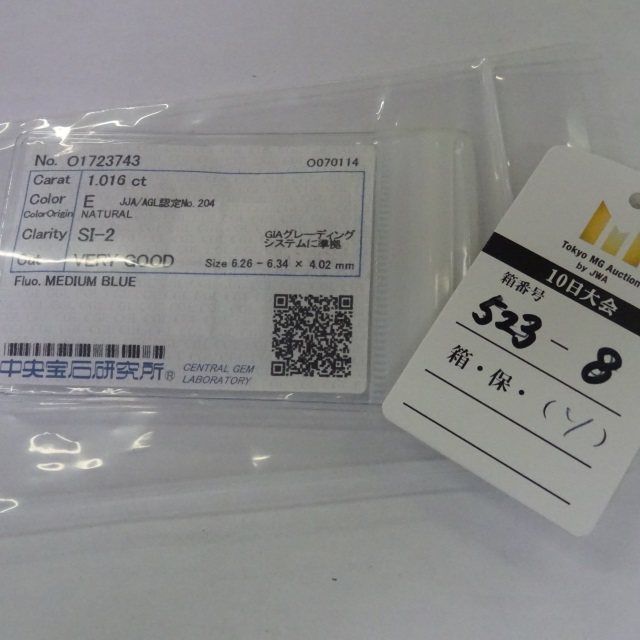 No. O1723743
O070114
Carat 1.016 ct
Color E JJA/AGL認定No. 204
ColorOrigin NATURAL
Clarity SI-2
GIAグレーディング
システムに準拠
Cut VERY GOOD Size 6.26 - 6.34 × 4.02 mm
Fluo. MEDIUM BLUE
中央宝石研究所® CENTRAL GEM
LABORATORY
Tokyo MG Auction
by JWA
10日大会
箱番号
523-8
箱・保・(ソ)